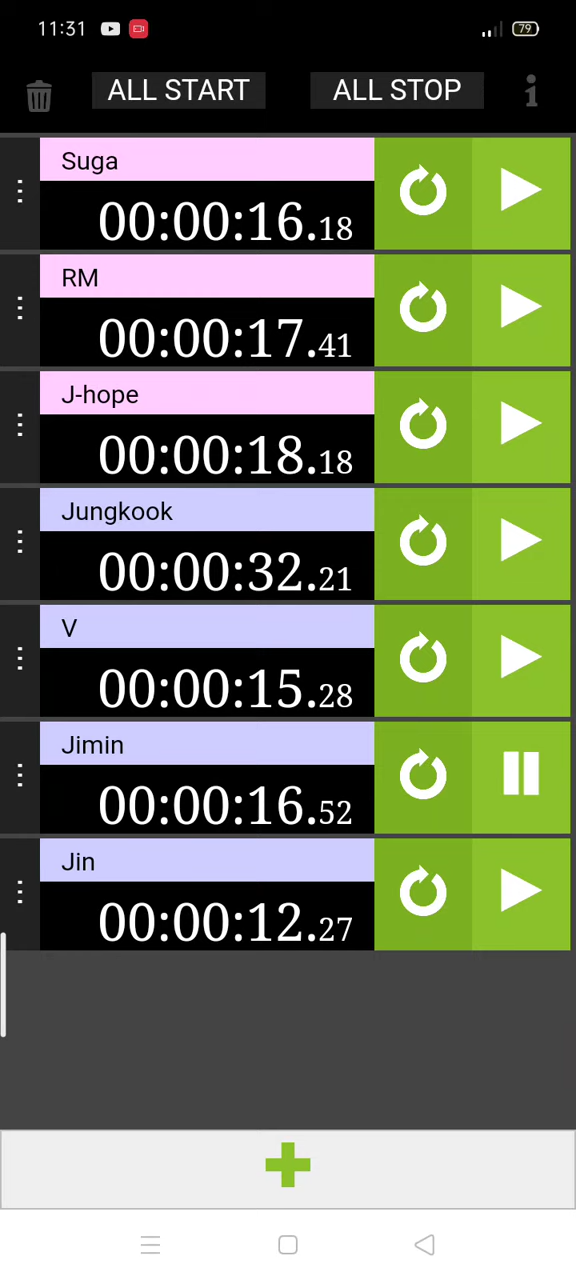 11:31
79
ALL START
ALL STOP
Suga
00:00:16.18
RM
00:00:17.41
J-hope
00:00:18.18
Jungkook
00:00:32.21
V
00:00:15.28
Jimin
00:00:16.52
Jin
00:00:12.27